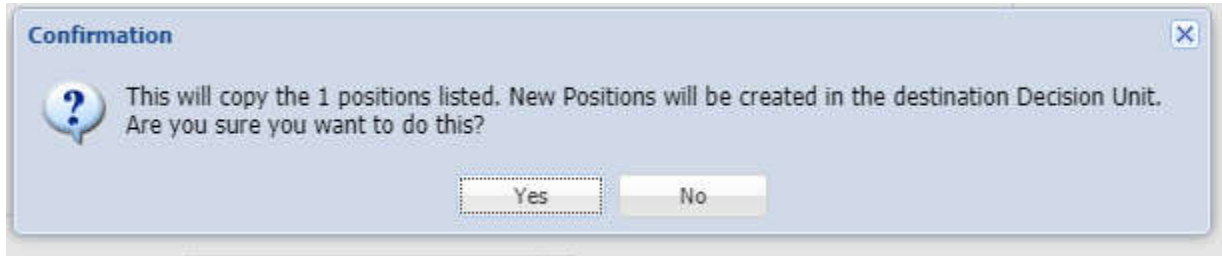 Confirmation
This will copy the 1 positions listed. New Positions will be created in the destination Decision Unit.
Are you sure you want to do this?
Yes No